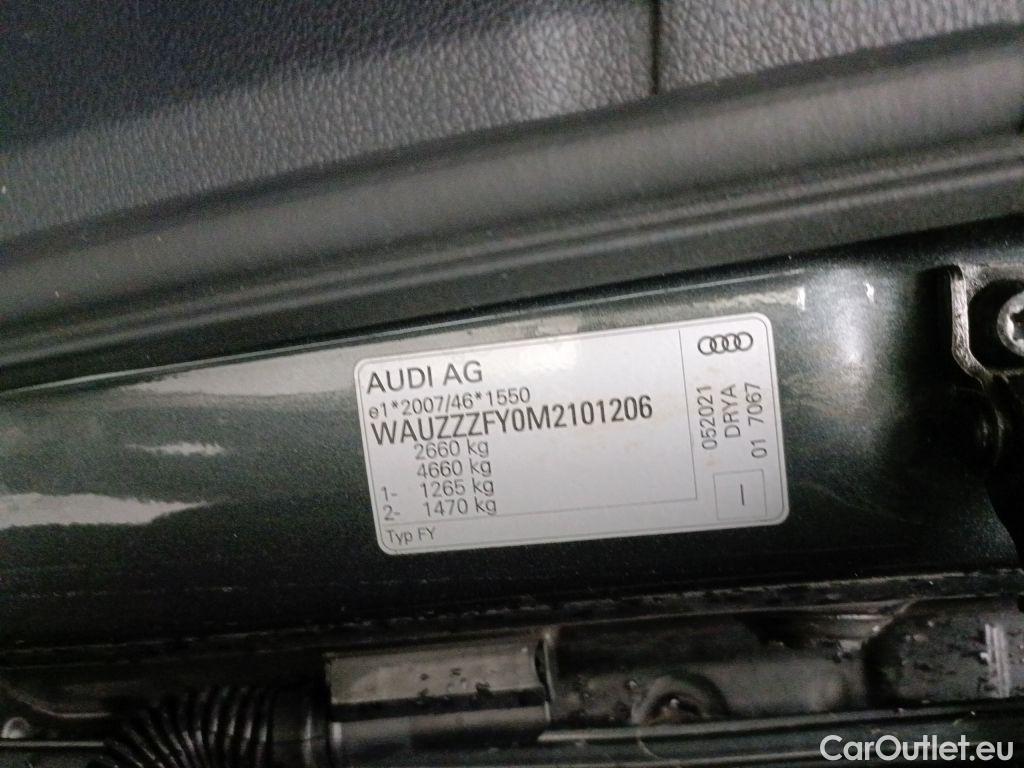 AUDI AG
e1*2007/46*1550
WAUZZZFY0M2101206
2660 kg
4660 kg
1- 1265 kg
2- 1470 kg
Typ FY
052021
DRYA
01 7067
I
CarOutlet.eu